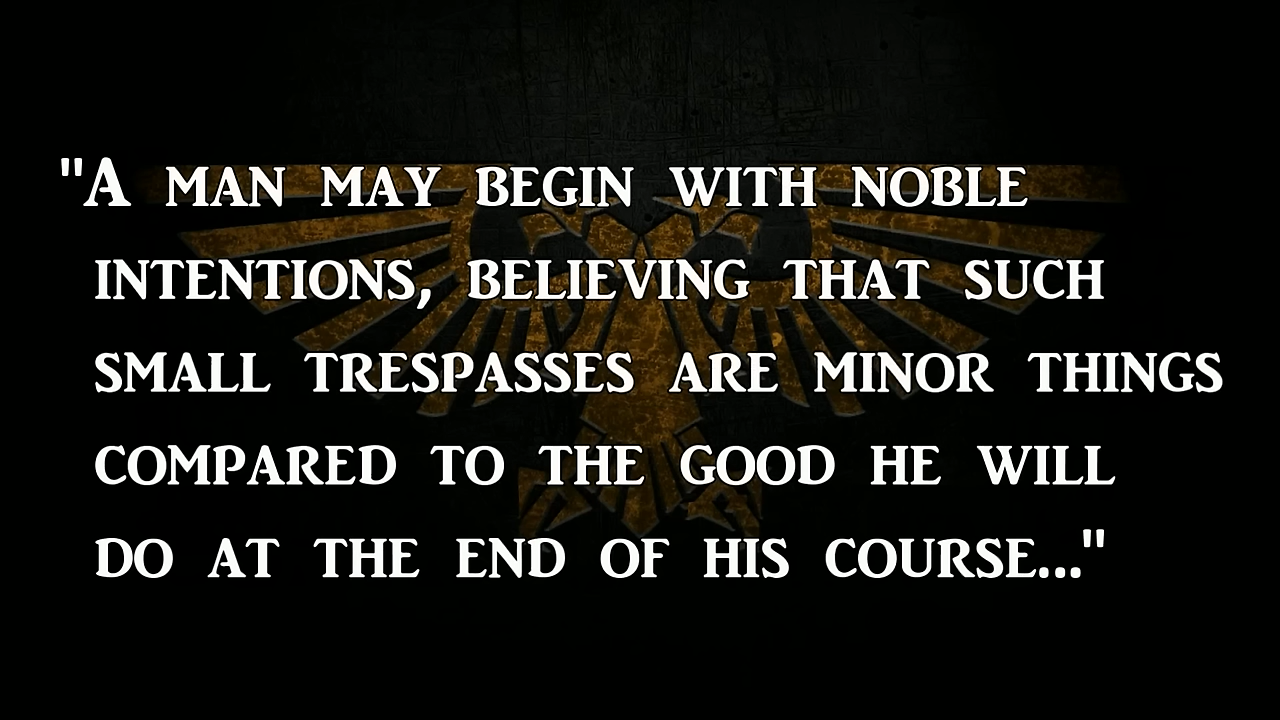 "A MAN MAY BEGIN WITH NOBLE
INTENTIONS, BELIEVING THAT SUCH
SMALL TRESPASSES ARE MINOR THINGS
COMPARED TO THE GOOD HE WILL
DO AT THE END OF HIS COURSE..."